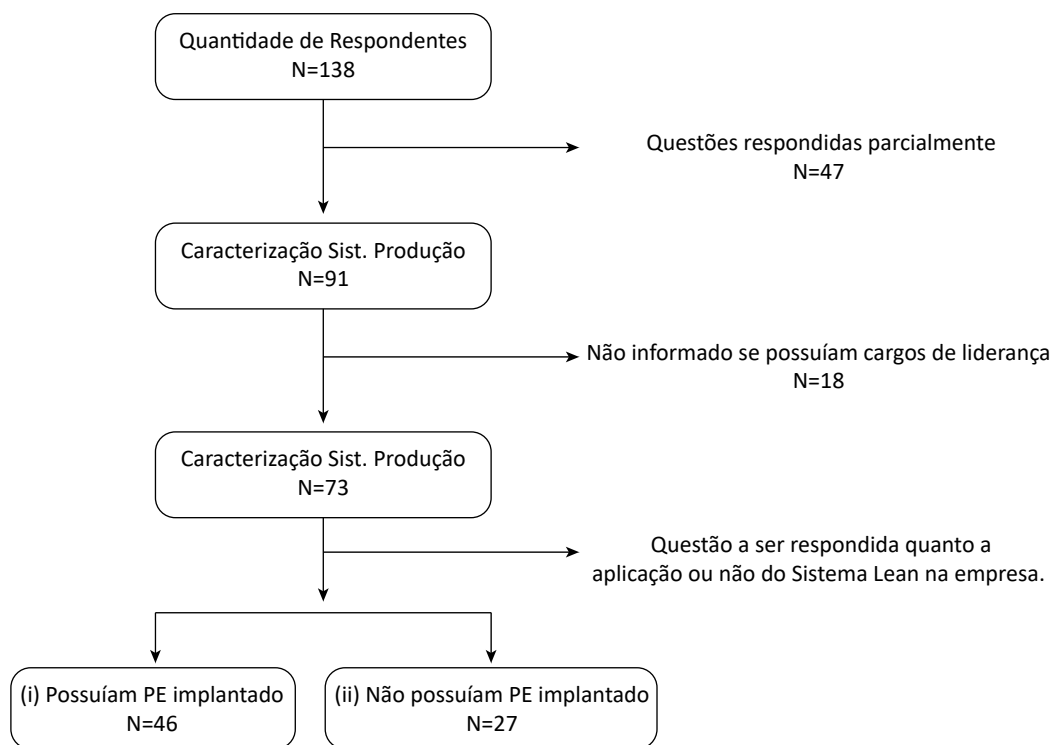 Quantidade de Respondentes
N=138
Questões respondidas parcialmente
N=47
Caracterização Sist. Produção
N=91
Não informado se possuíam cargos de liderança
N=18
Caracterização Sist. Produção
N=73
Questão a ser respondida quanto a
aplicação ou não do Sistema Lean na empresa.
(i) Possuíam PE implantado
N=46
(ii) Não possuíam PE implantado
N=27